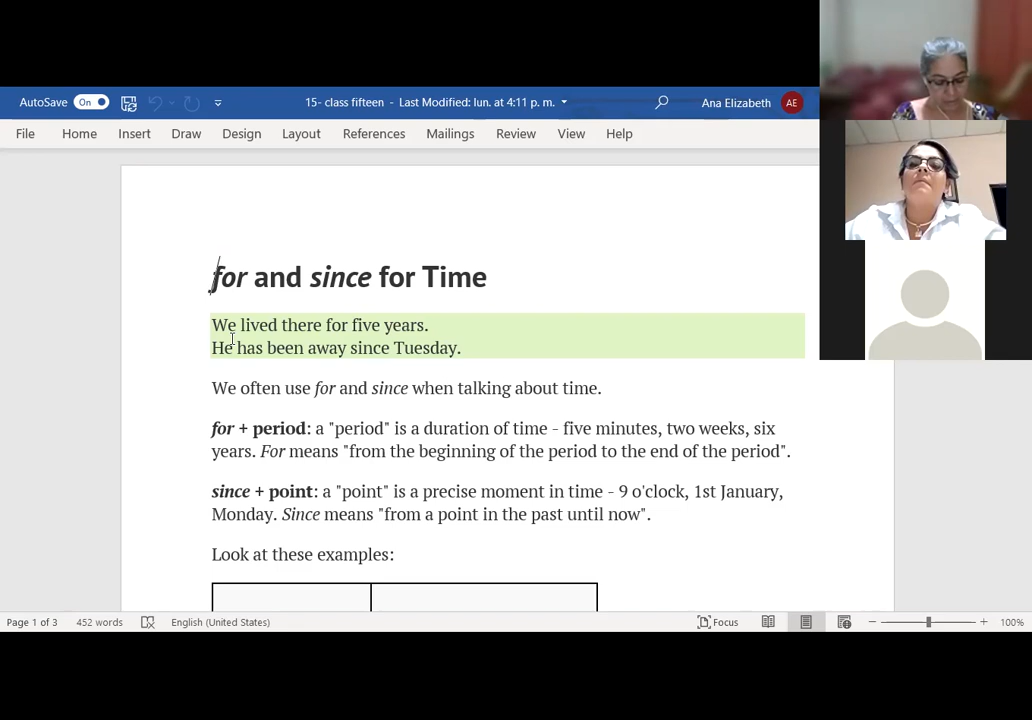 AutoSave On 15- class fifteen - Last Modified: lun. at 4:11 p. m. Ana Elizabeth AE
File Home Insert Draw Design Layout References Mailings Review View Help
for and since for Time
We lived there for five years.
He has been away since Tuesday.
We often use for and since when talking about time.
for + period: a "period" is a duration of time - five minutes, two weeks, six
years. For means "from the beginning of the period to the end of the period".
since + point: a "point" is a precise moment in time - 9 o'clock, 1st January,
Monday. Since means "from a point in the past until now".
Look at these examples:
Page 1 of 3 452 words English (United States) Focus 100%